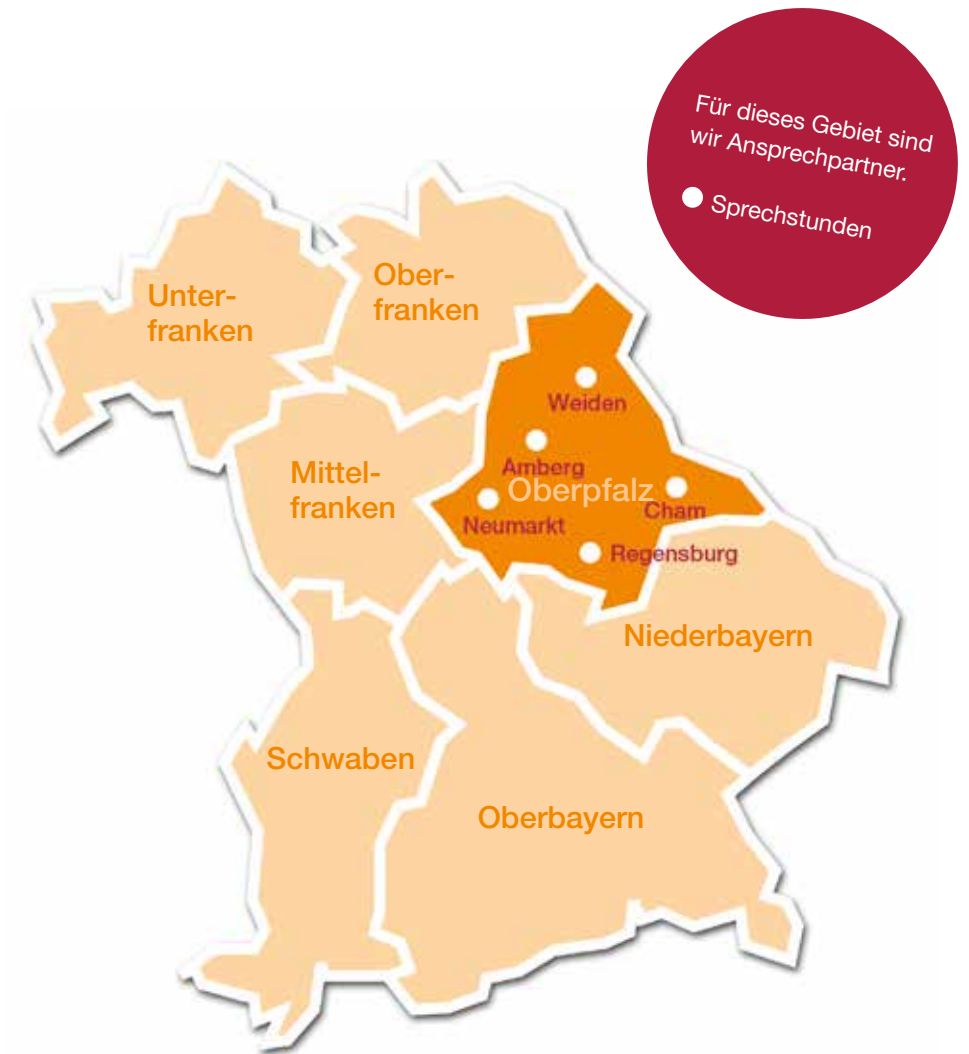 Für dieses Gebiet sind
wir Ansprechpartner.
Sprechstunden
Ober-
franken
Unter-
franken
Weiden
Amberg
Mittel-
franken
Oberpfalz
Cham
Neumarkt
Regensburg
Niederbayern
Schwaben
Oberbayern